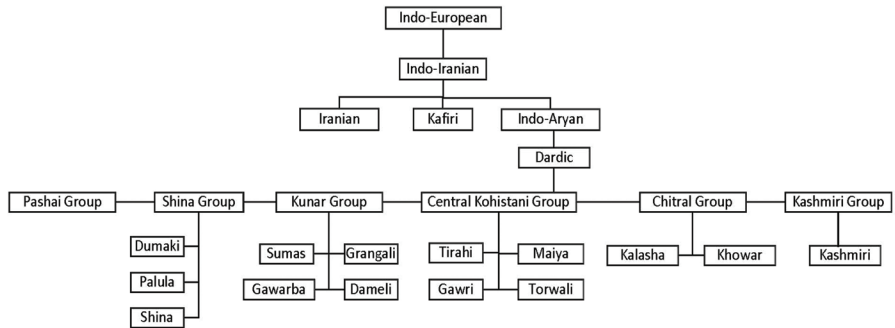 Indo-European
Indo-Iranian
Iranian
Kafiri
Indo-Aryan
Dardic
Pashai Group
Shina Group
Kunar Group
Central Kohistani Group
Chitral Group
Kashmiri Group
Dumaki
Palula
Shina
Sumas
Grangali
Gawarba
Dameli
Tirahi
Maiya
Gawri
Torwali
Kalasha
Khowar
Kashmiri